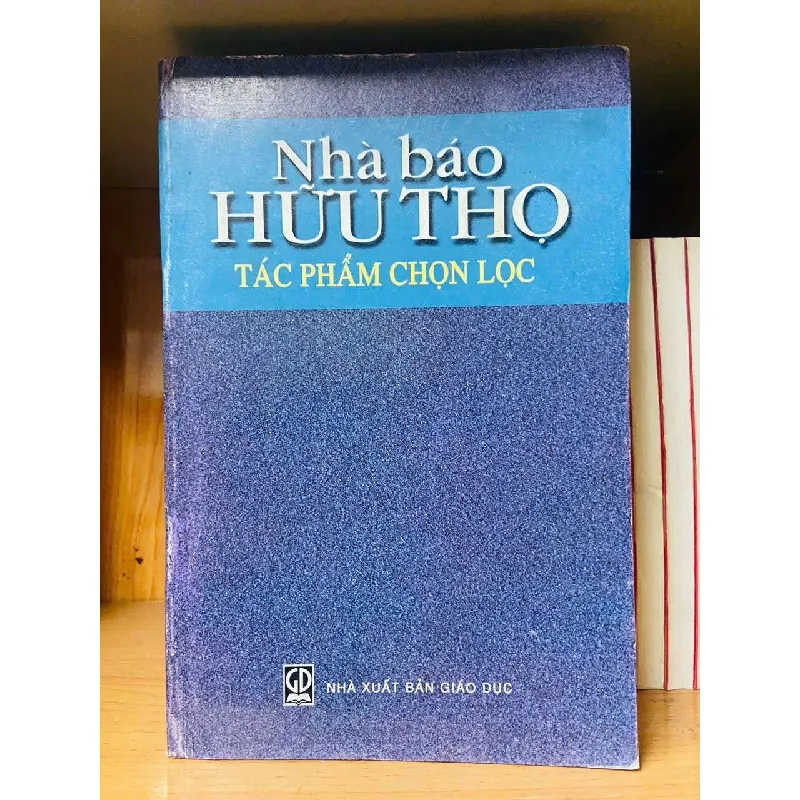 Nhà báo
HỮU THỌ
TÁC PHẨM CHỌN LỌC
GD
NHÀ XUẤT BẢN GIÁO DỤC